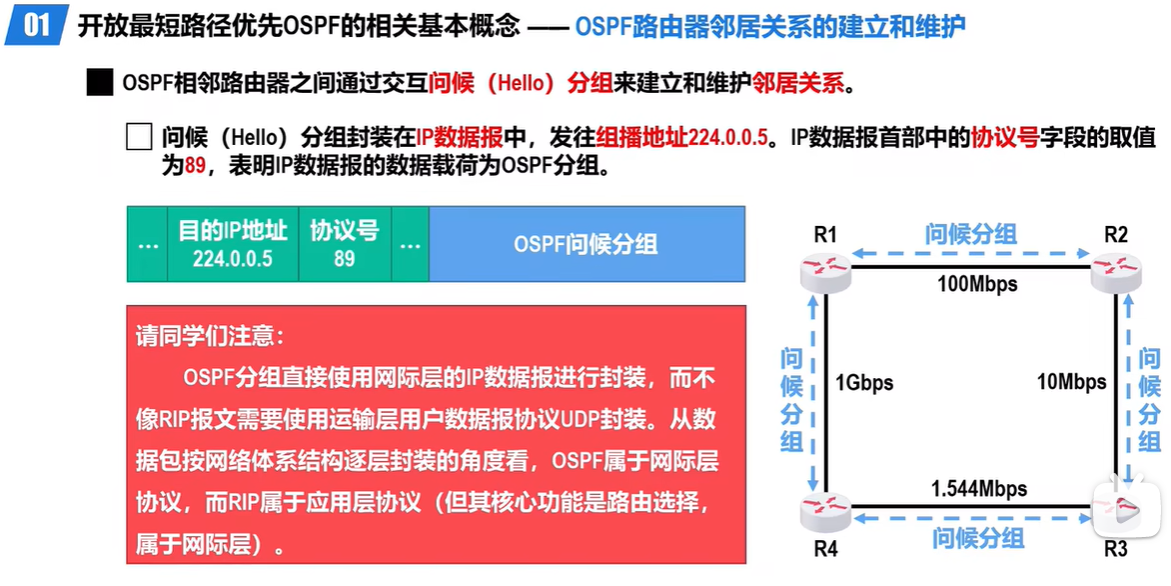 01 开放最短路径优先OSPF的相关基本概念 —— OSPF路由器邻居关系的建立和维护
OSPF相邻路由器之间通过交互问候（Hello）分组来建立和维护邻居关系。
问候（Hello）分组封装在IP数据报中，发往组播地址224.0.0.5。IP数据报首部中的协议号字段的取值
为89，表明IP数据报的数据载荷为OSPF分组。
... 目的IP地址 协议号 ... OSPF问候分组
224.0.0.5 89
请同学们注意：
OSPF分组直接使用网际层的IP数据报进行封装，而不
像RIP报文需要使用运输层用户数据报协议UDP封装。从数
据包按网络体系结构逐层封装的角度看，OSPF属于网际层
协议，而RIP属于应用层协议（但其核心功能是路由选择，
属于网际层）。
R1 问候分组 R2
100Mbps
问候分组
1Gbps
10Mbps
问候分组
1.544Mbps
问候分组
R4
R3